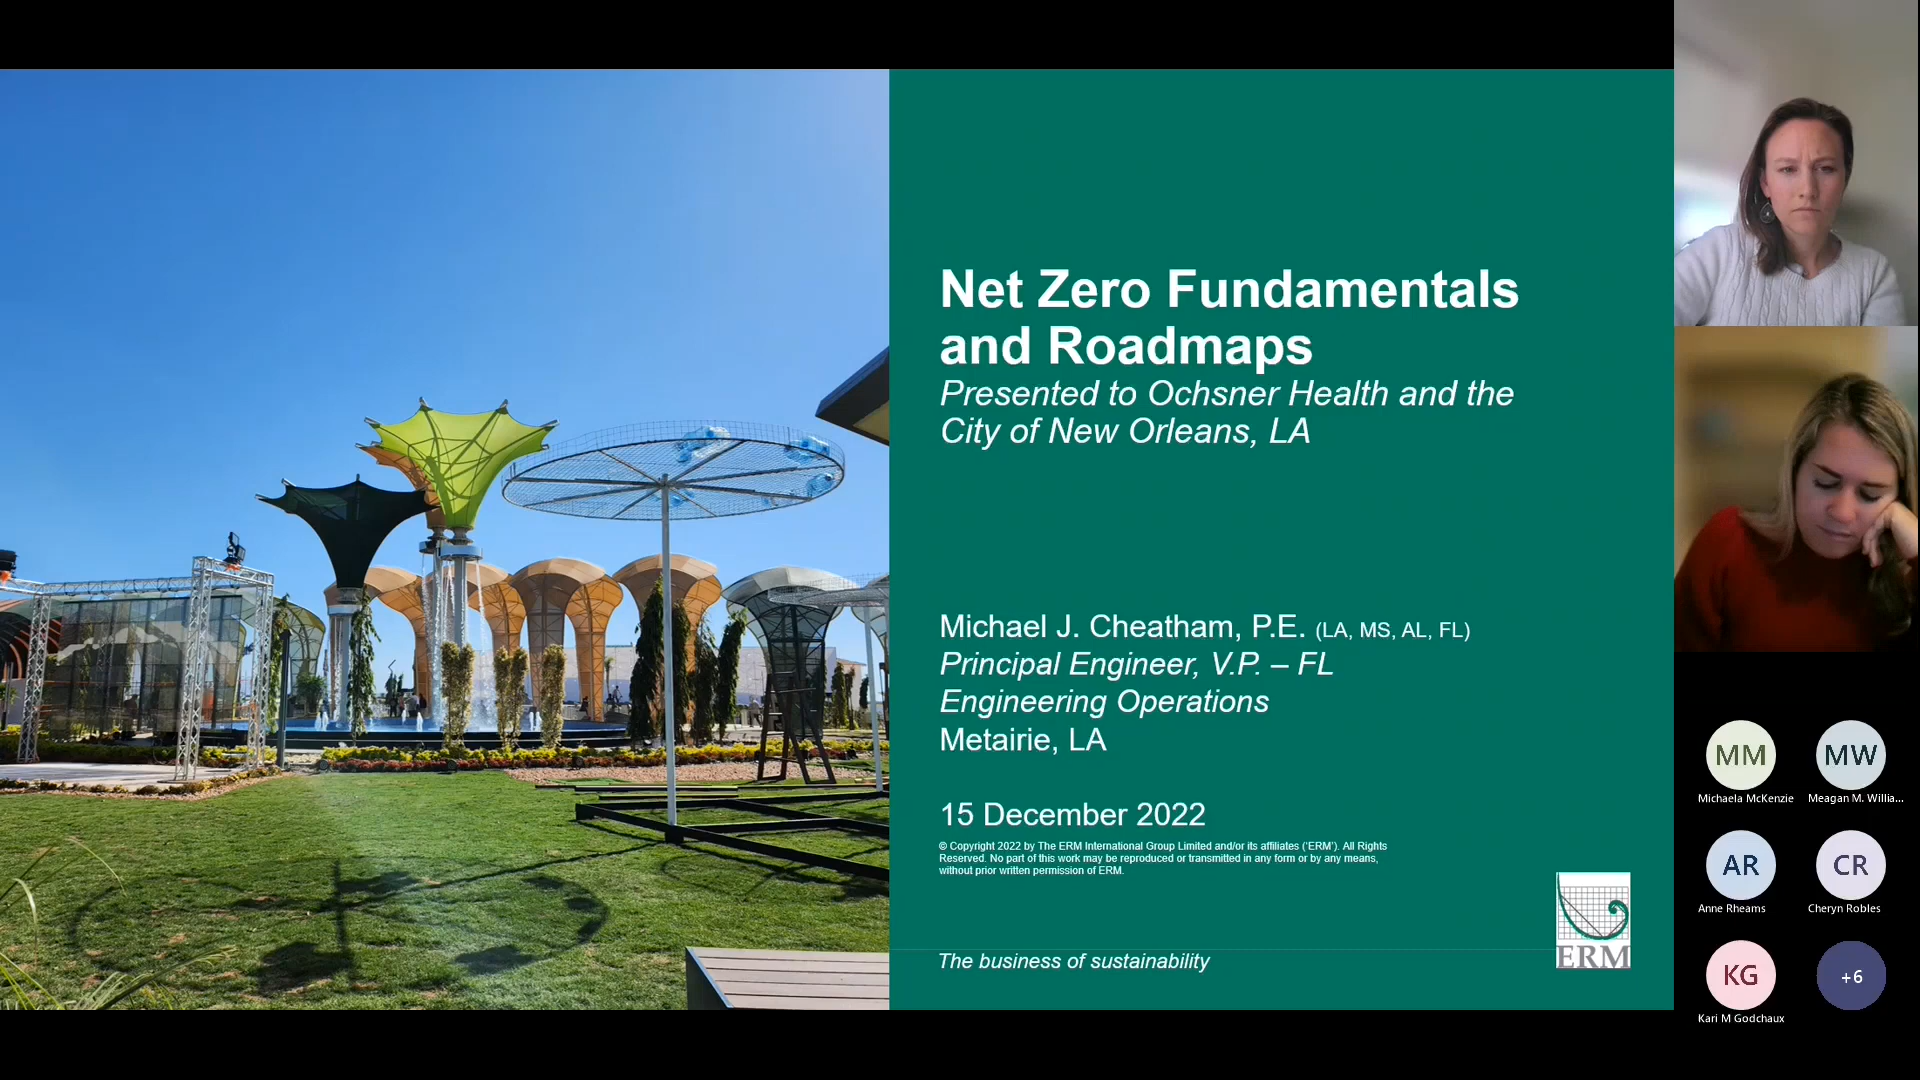 Net Zero Fundamentals
and Roadmaps
Presented to Ochsner Health and the
City of New Orleans, LA
Michael J. Cheatham, P.E. (LA, MS, AL, FL)
Principal Engineer, V.P. – FL
Engineering Operations
Metairie, LA
15 December 2022
© Copyright 2022 by The ERM International Group Limited and/or its affiliates (‘ERM’). All Rights
Reserved. No part of this work may be reproduced or transmitted in any form or by any means,
without prior written permission of ERM.
The business of sustainability
ERM
MM
MW
Michaela McKenzie
Meagan M. Willia...
AR
CR
Anne Rheams
Cheryn Robles
KG
+6
Kari M Godchaux